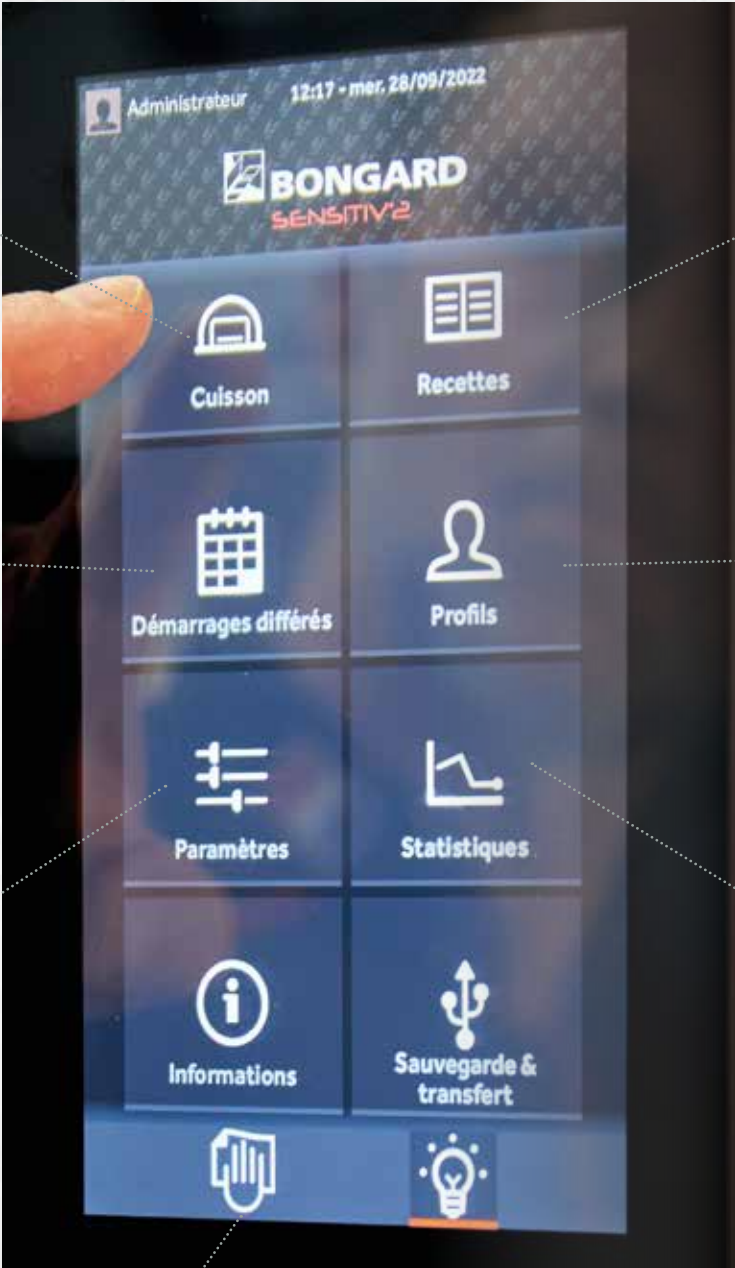 Administrateur
12:17 - mer. 28/09/2022
BONGARD
SENSITIV'2
Cuisson
Recettes
Démarrages différés
Profils
Paramètres
Statistiques
Informations
Sauvegarde &
transfert